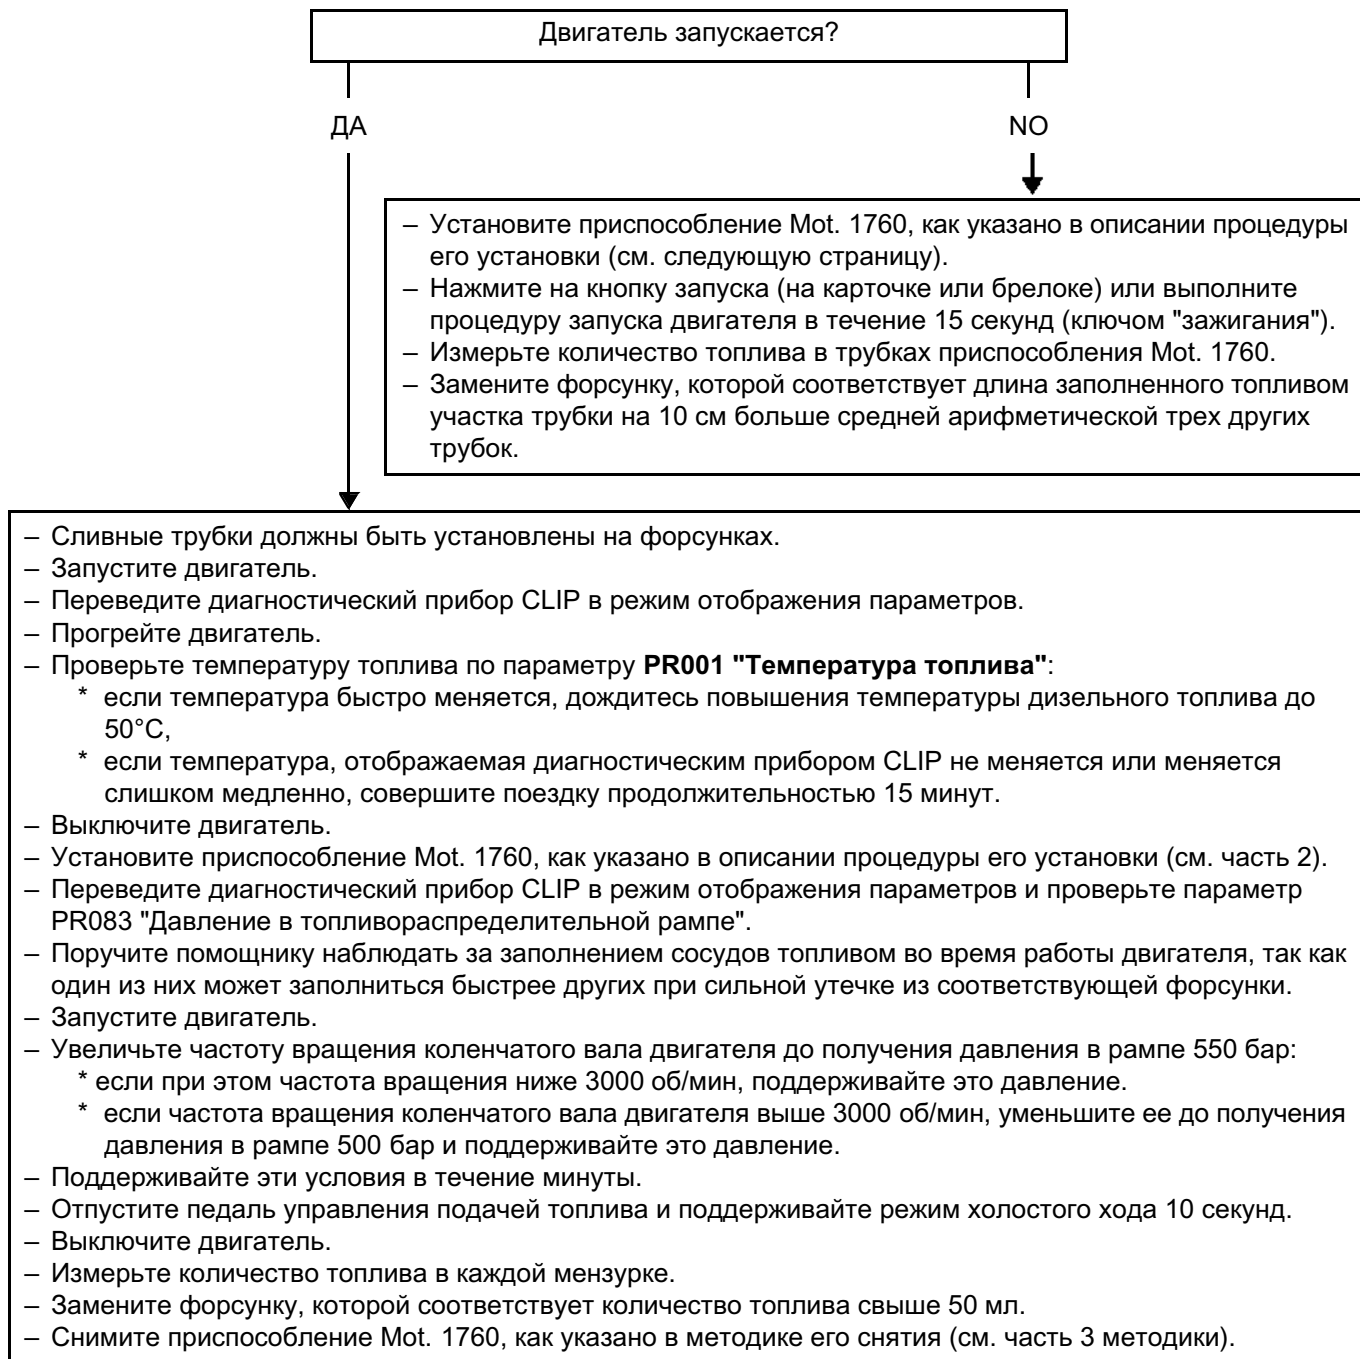 Двигатель запускается?
ДА
NO
– Установите приспособление Mot. 1760, как указано в описании процедуры
его установки (см. следующую страницу).
– Нажмите на кнопку запуска (на карточке или брелоке) или выполните
процедуру запуска двигателя в течение 15 секунд (ключом "зажигания").
– Измерьте количество топлива в трубках приспособления Mot. 1760.
– Замените форсунку, которой соответствует длина заполненного топливом
участка трубки на 10 см больше средней арифметической трех других
трубок.
– Сливные трубки должны быть установлены на форсунках.
– Запустите двигатель.
– Переведите диагностический прибор CLIP в режим отображения параметров.
– Прогрейте двигатель.
– Проверьте температуру топлива по параметру PR001 "Температура топлива":
* если температура быстро меняется, дождитесь повышения температуры дизельного топлива до
50°C,
* если температура, отображаемая диагностическим прибором CLIP не меняется или меняется
слишком медленно, совершите поездку продолжительностью 15 минут.
– Выключите двигатель.
– Установите приспособление Mot. 1760, как указано в описании процедуры его установки (см. часть 2).
– Переведите диагностический прибор CLIP в режим отображения параметров и проверьте параметр
PR083 "Давление в топливораспределительной рампе".
– Поручите помощнику наблюдать за заполнением сосудов топливом во время работы двигателя, так как
один из них может заполниться быстрее других при сильной утечке из соответствующей форсунки.
– Запустите двигатель.
– Увеличьте частоту вращения коленчатого вала двигателя до получения давления в рампе 550 бар:
* если при этом частота вращения ниже 3000 об/мин, поддерживайте это давление.
* если частота вращения коленчатого вала двигателя выше 3000 об/мин, уменьшите ее до получения
давления в рампе 500 бар и поддерживайте это давление.
– Поддерживайте эти условия в течение минуты.
– Отпустите педаль управления подачей топлива и поддерживайте режим холостого хода 10 секунд.
– Выключите двигатель.
– Измерьте количество топлива в каждой мензурке.
– Замените форсунку, которой соответствует количество топлива свыше 50 мл.
– Снимите приспособление Mot. 1760, как указано в методике его снятия (см. часть 3 методики).